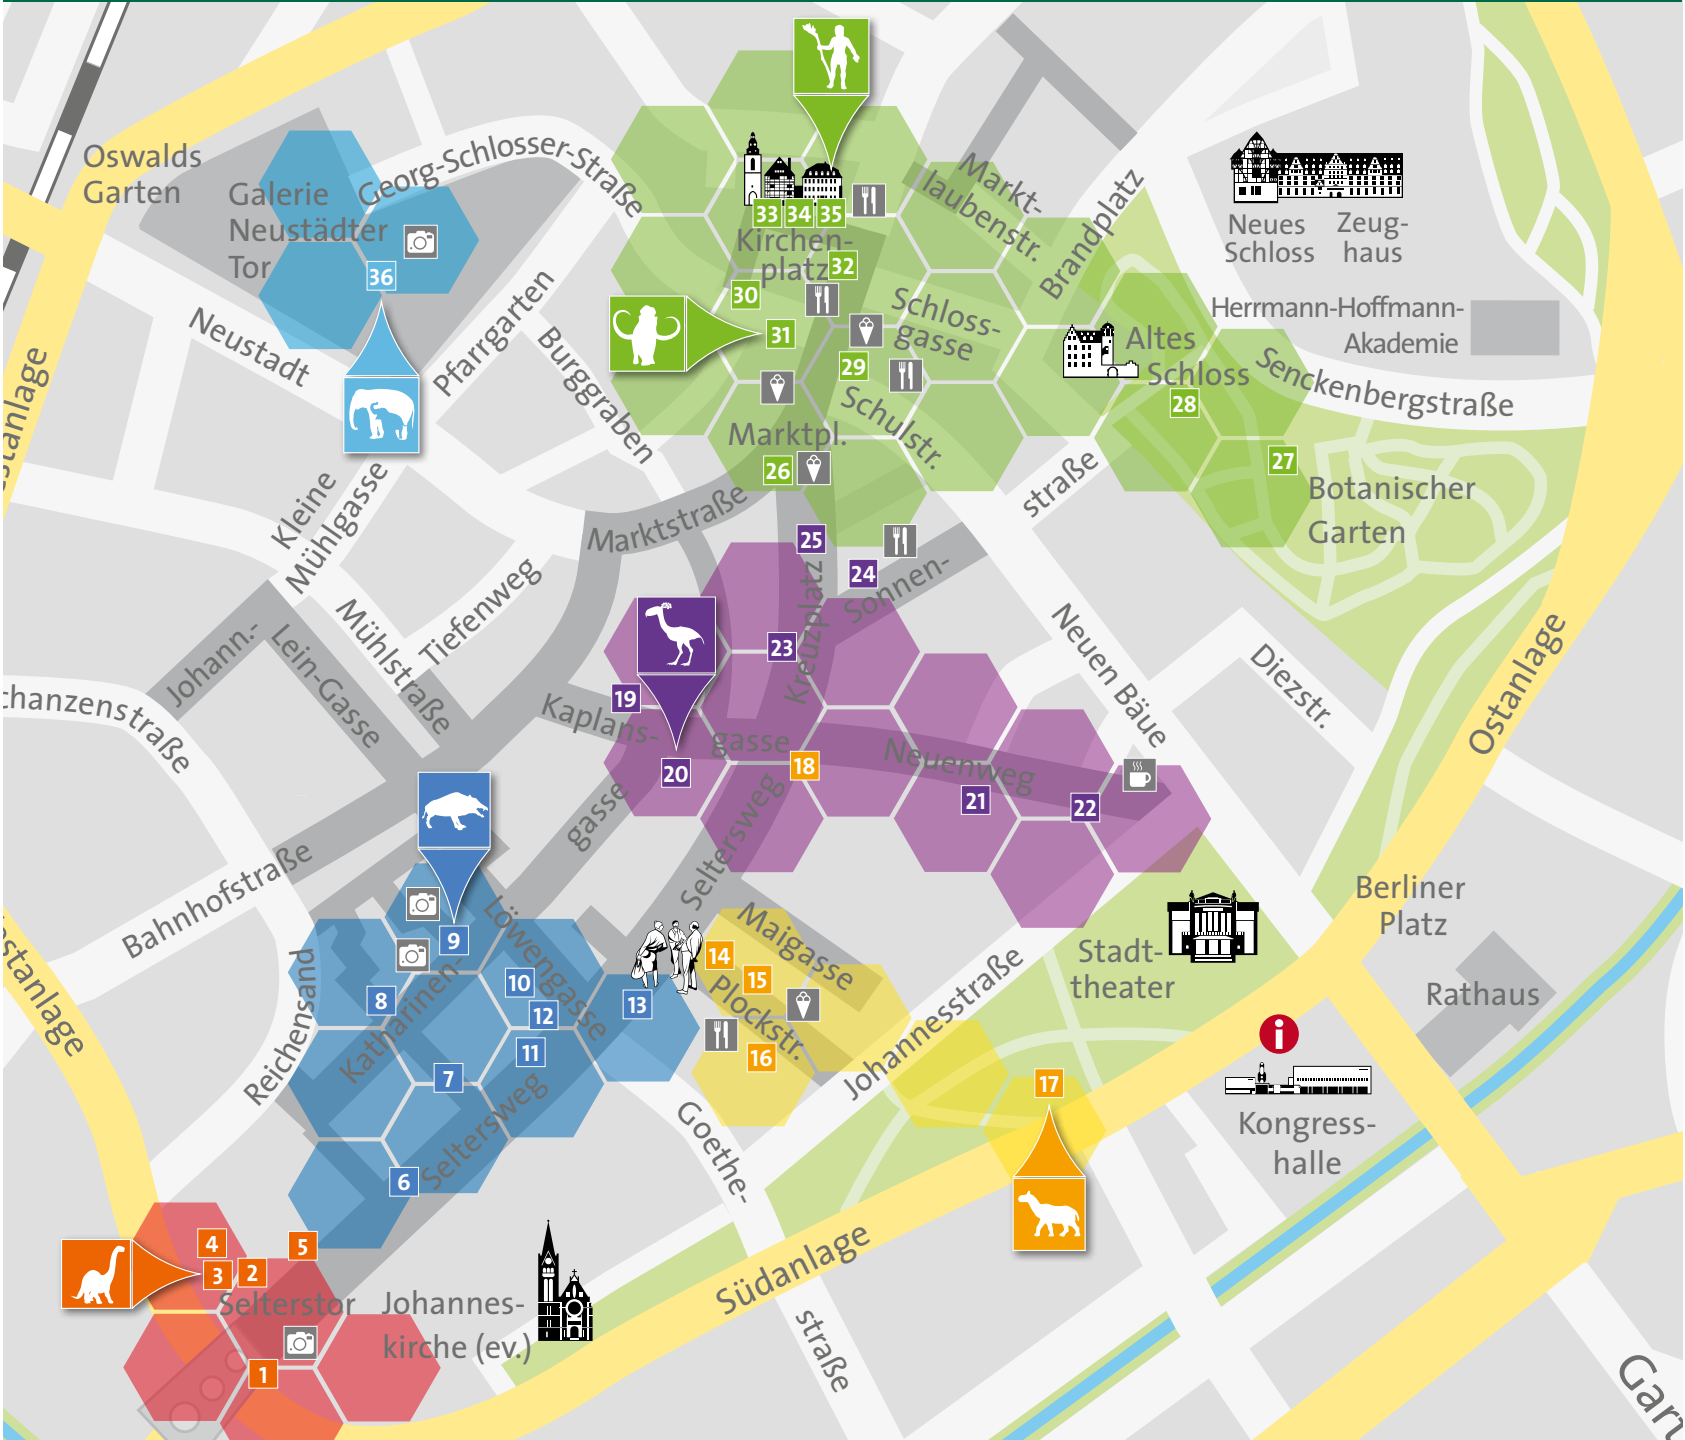 Oswalds
Garten
Galerie
Neustädter
Tor
Georg-Schlosser-Straße
36
Neustadt
Pfarrgarten
Burggraben
33 34 35
Kirchen-
platz
32
30
31
29
Markt-
laubenstr.
Brandplatz
Schloss-
gasse
Schulstr.
Marktpl.
26
Neues
Schloss
Zeug-
haus
Herrmann-Hoffmann-
Akademie
Altes
Schloss
28
Senckenbergstraße
27
Botanischer
Garten
stanlage
Kleine
Mühlgasse
Marktstraße
Tiefenweg
Mühlstraße
25
24
Sonnen-
straße
Kreuzplatz
23
Neuen Bäue
Diezstr.
Ostanlage
Johann.-
Lein-Gasse
chanzenstraße
19
Kaplans-
gasse
20
18
Neuenweg
21
22
gasse
Seltersweg
Bahnhofstraße
stanlage
Reichensand
9
Löwengasse
Katharinen-
8
10
12
11
13
7
Seltersweg
6
14
Maigasse
15
Plockstr.
16
Johannesstraße
17
Stadt-
theater
Berliner
Platz
Rathaus
i
Kongress-
halle
Goethe-
straße
Südanlage
4
3
2
5
Selterstor
1
Johannes-
kirche (ev.)
Gart